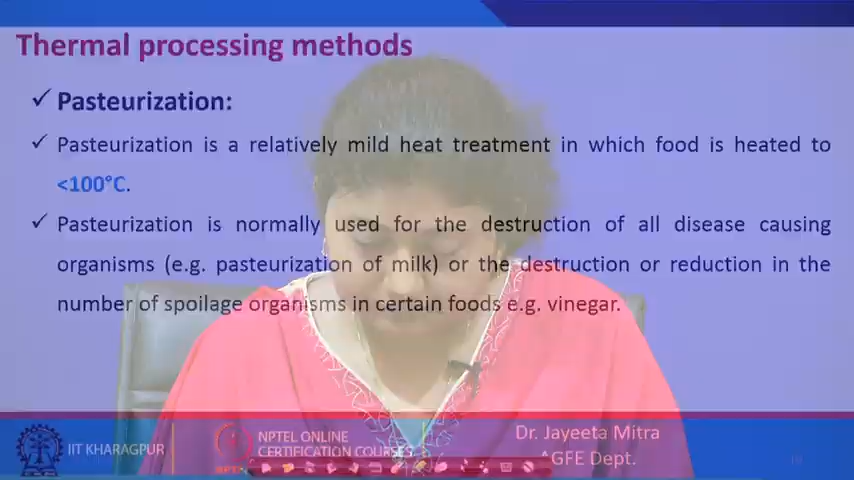 Thermal processing methods
✓ Pasteurization:
✓ Pasteurization is a relatively mild heat treatment in which food is heated to
<100°C.
✓ Pasteurization is normally used for the destruction of all disease causing
organisms (e.g. pasteurization of milk) or the destruction or reduction in the
number of spoilage organisms in certain foods e.g. vinegar.
IIT KHARAGPUR
NPTEL ONLINE
CERTIFICATION COURSES
Dr. Jayeeta Mitra
AGFE Dept.